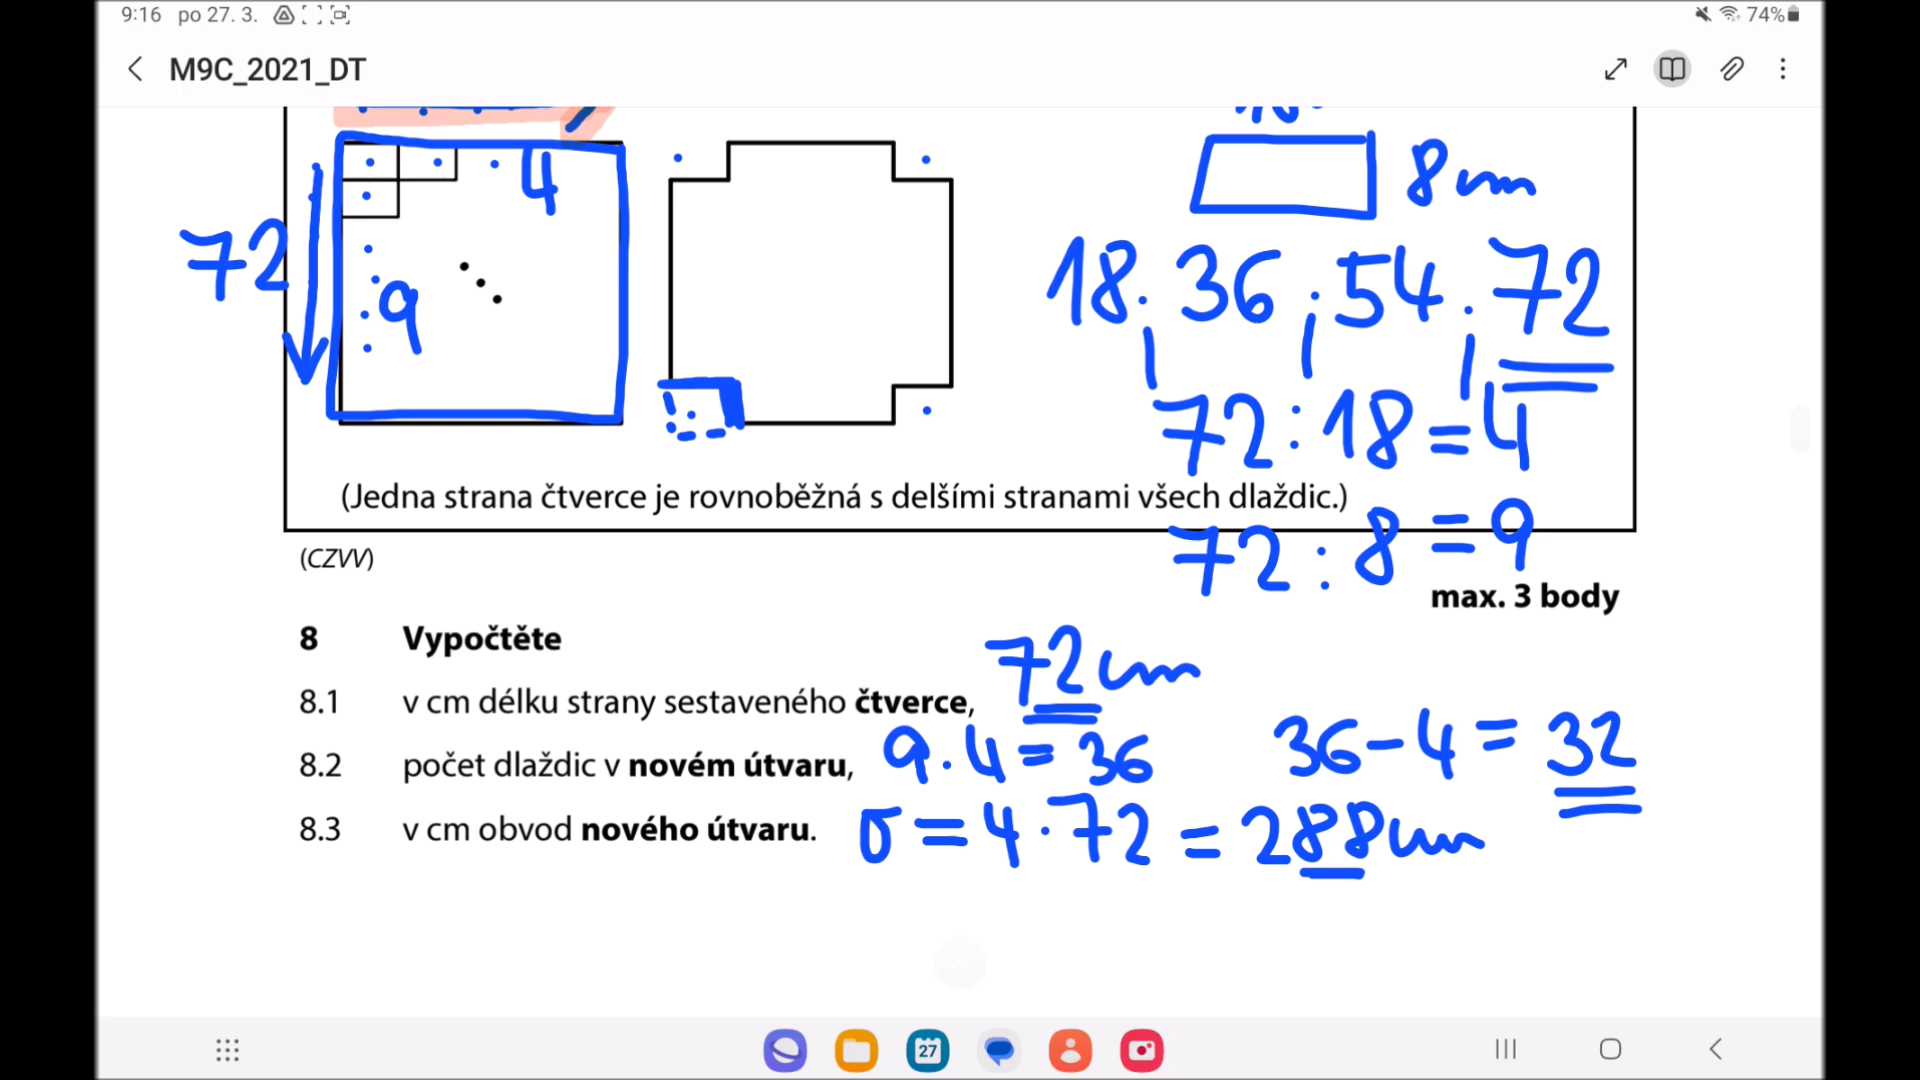 9:16 po 27. 3. 74%
M9C_2021_DT
8 cm
4
72
9
18 . 36 ; 54 . 72
72 : 18 = 4
(Jedna strana čtverce je rovnoběžná s delšími stranami všech dlaždic.)
72 : 8 = 9
(CZVV)
max. 3 body
8 Vypočtěte
72 cm
8.1 v cm délku strany sestaveného čtverce,
8.2 počet dlaždic v novém útvaru, 9 . 4 = 36 36 - 4 = 32
8.3 v cm obvod nového útvaru. σ = 4 . 72 = 288 cm
27